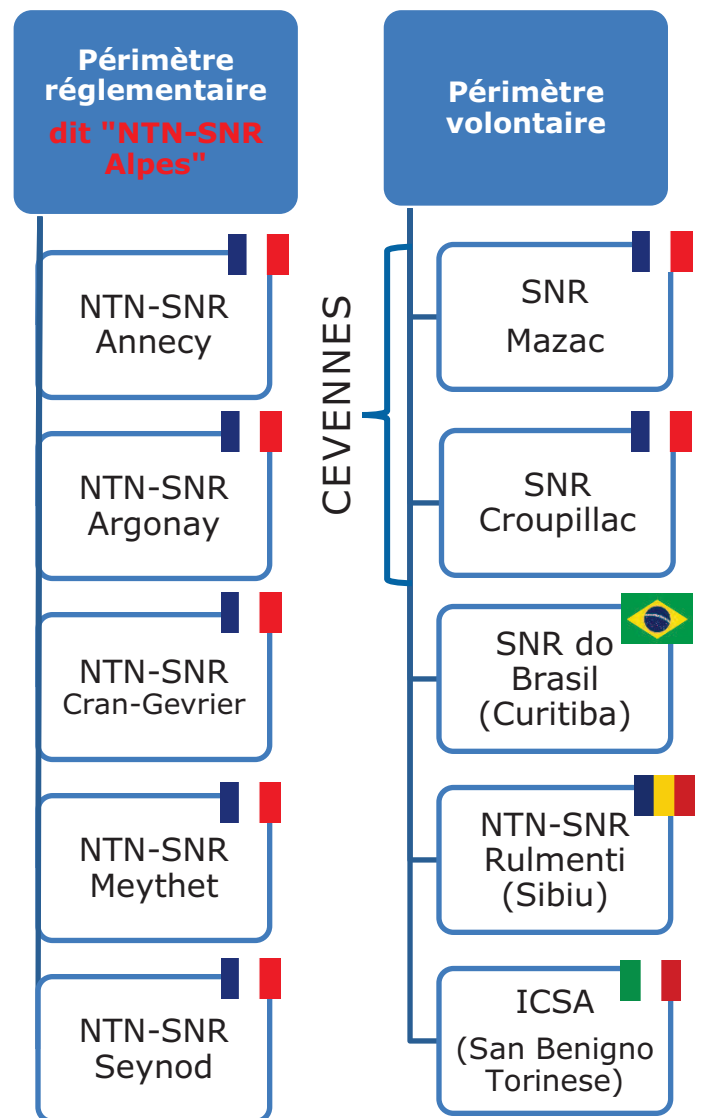 Périmètre
réglementaire
dit "NTN-SNR
Alpes"
NTN-SNR
Annecy
NTN-SNR
Argonay
NTN-SNR
Cran-Gevrier
NTN-SNR
Meythet
NTN-SNR
Seynod
Périmètre
volontaire
CEVENNES
SNR
Mazac
SNR
Croupillac
SNR do
Brasil
(Curitiba)
NTN-SNR
Rulmenti
(Sibiu)
ICSA
(San Benigno
Torinese)